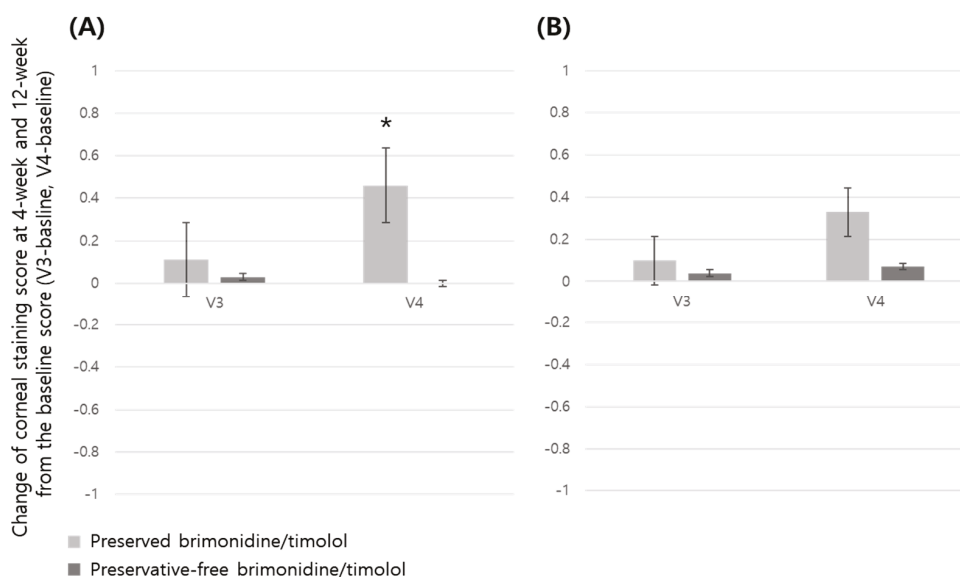 (A)
(B)
Change of corneal staining score at 4-week and 12-week
from the baseline score (V3-basline, V4-baseline)
1
0.8
0.6
0.4
0.2
0
-0.2
-0.4
-0.6
-0.8
-1
*
V3
V4
1
0.8
0.6
0.4
0.2
0
-0.2
-0.4
-0.6
-0.8
-1
V3
V4
Preserved brimonidine/timolol
Preservative-free brimonidine/timolol